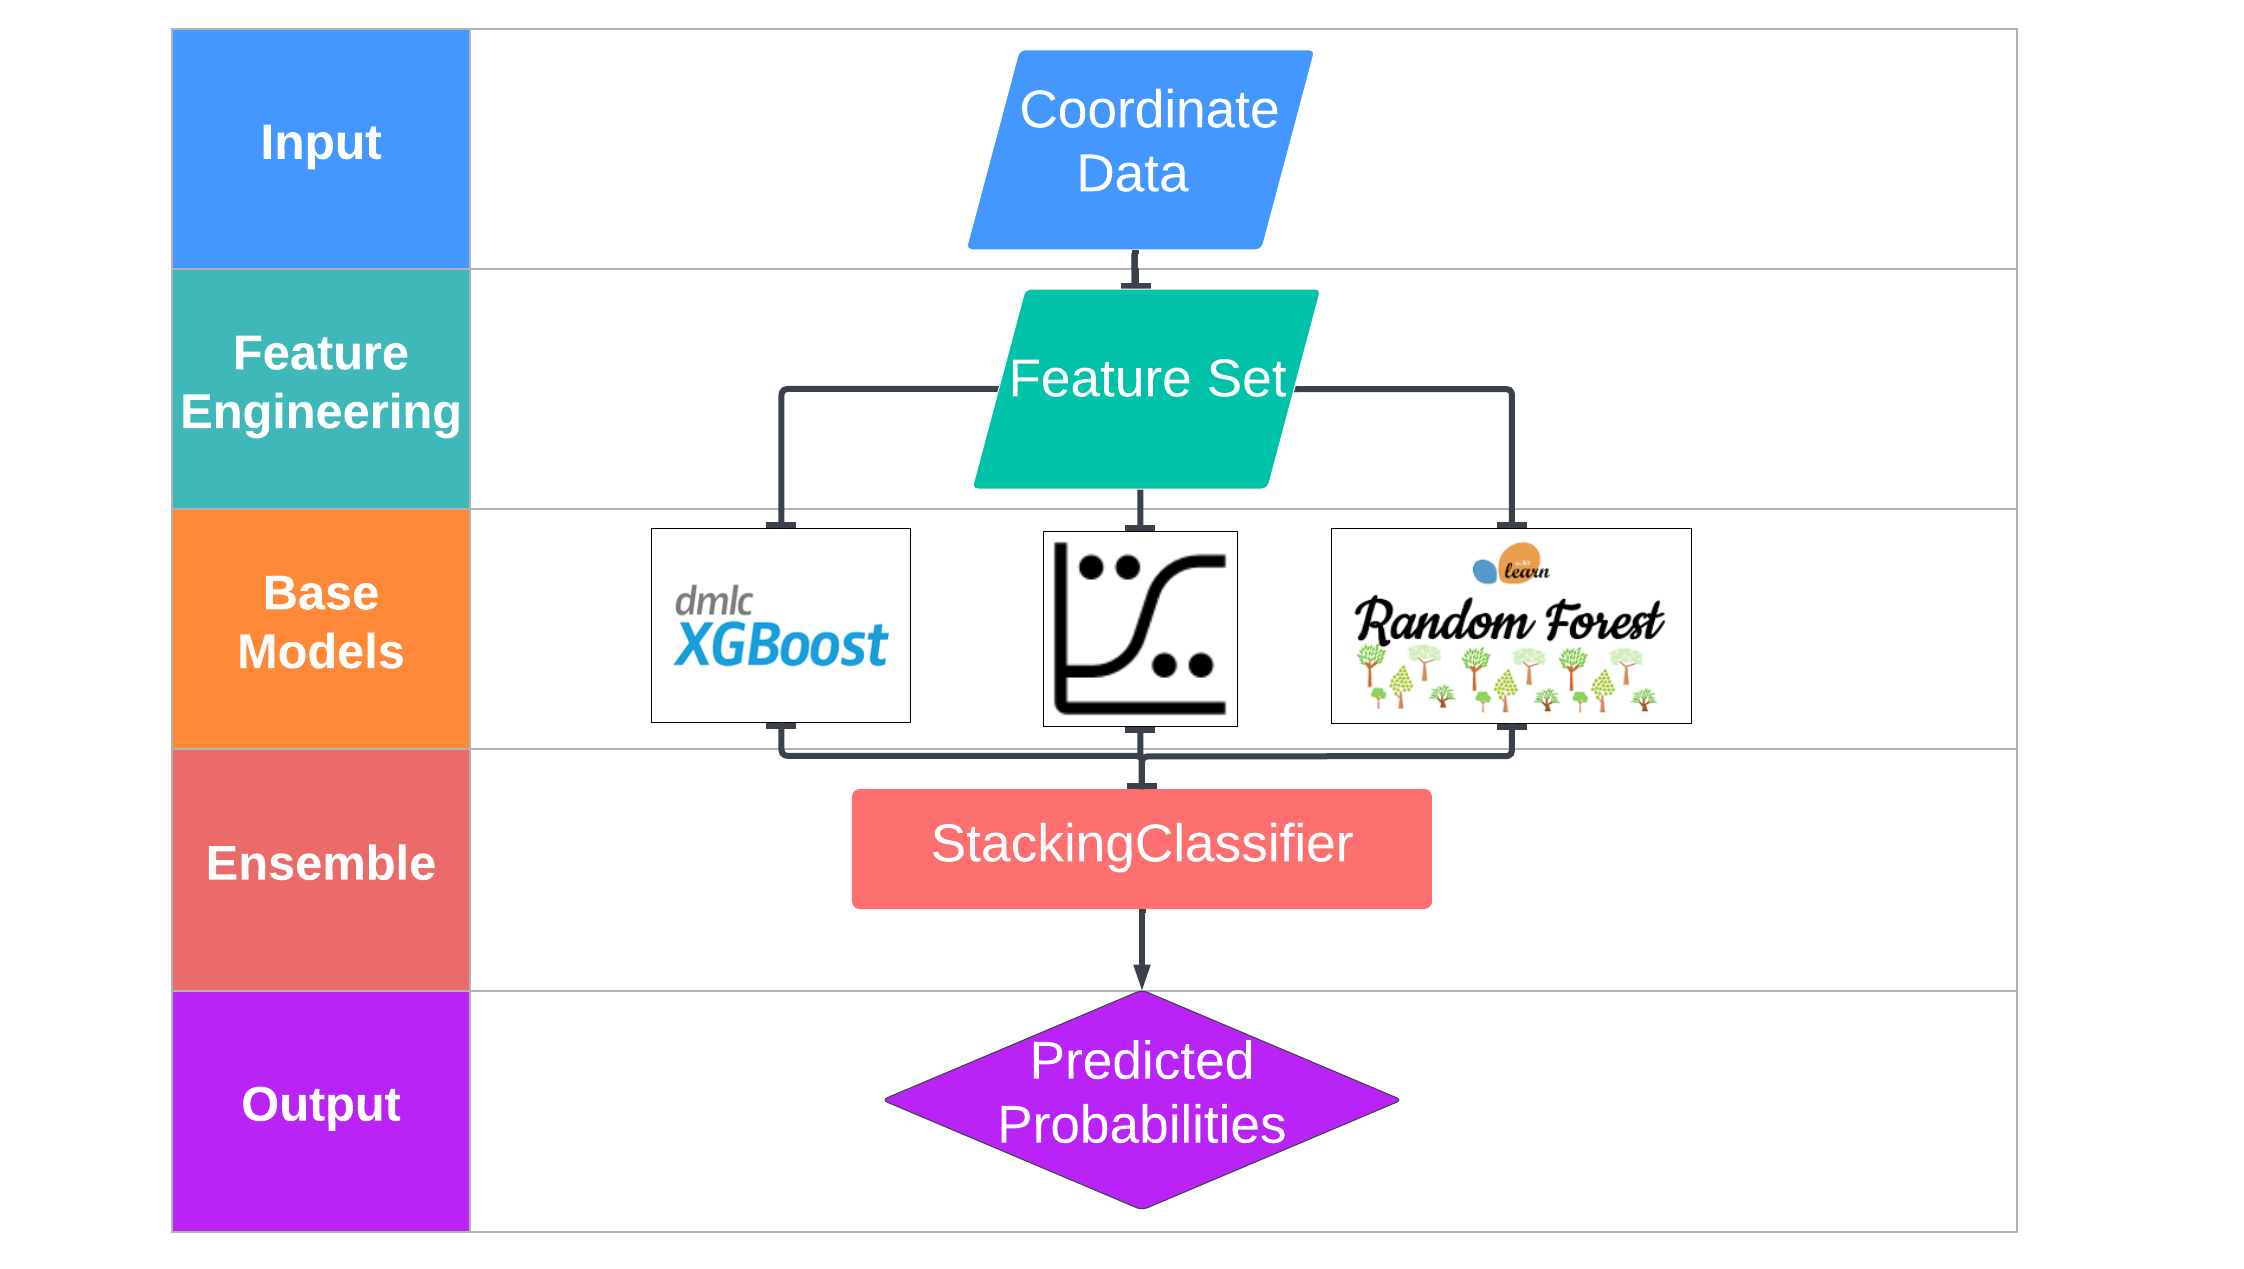 Input
Coordinate
Data
Feature
Engineering
Feature Set
Base
Models
dmlc
XGBoost
learn
Random Forest
Ensemble
StackingClassifier
Output
Predicted
Probabilities